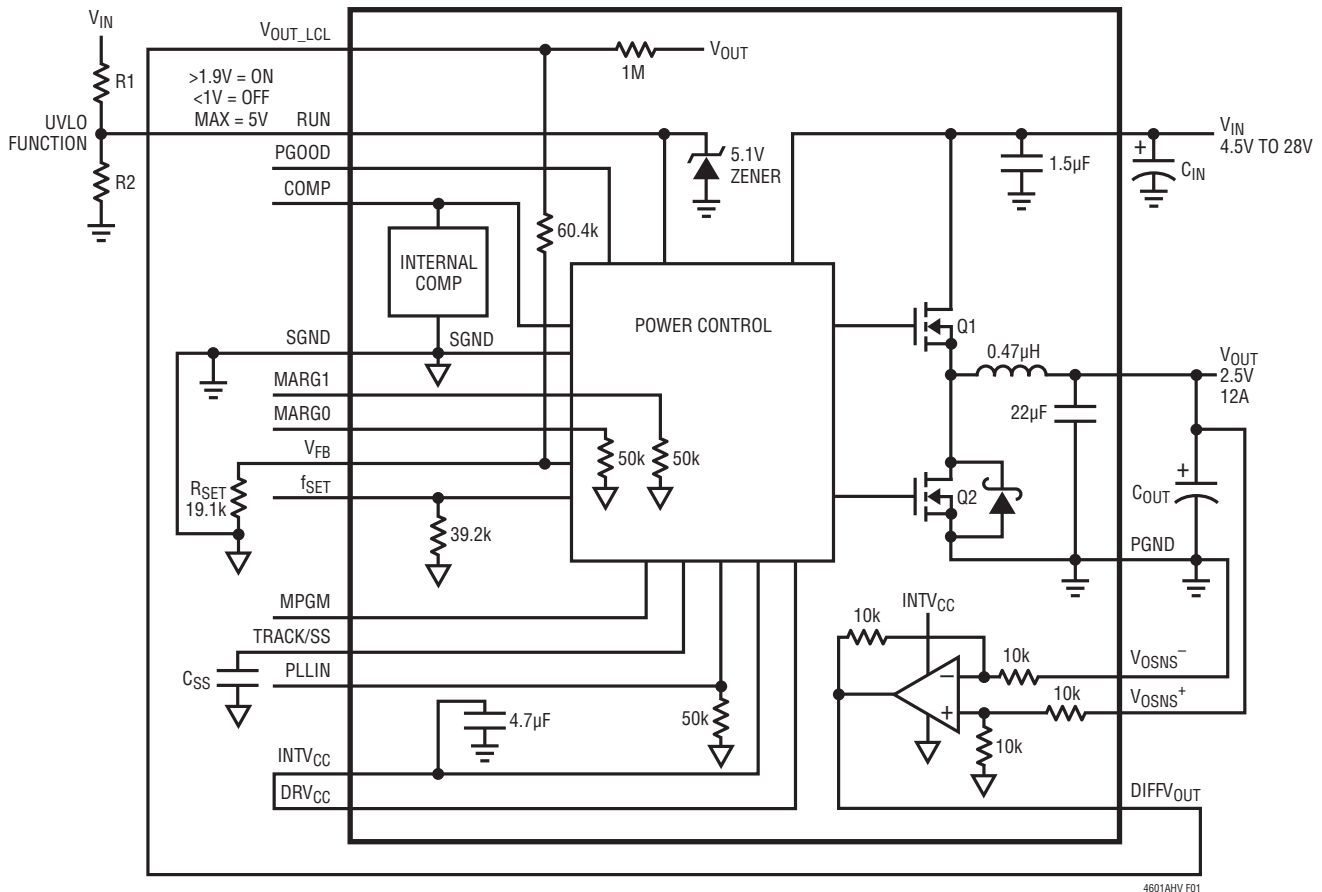 VIN
R1
UVLO
FUNCTION
R2
VOUT_LCL
>1.9V = ON
<1V = OFF
MAX = 5V
RUN
PGOOD
COMP
SGND
MARG1
MARG0
VFB
fSET
RSET
19.1k
MPGM
TRACK/SS
CSS
PLLIN
INTVCC
DRVCC
1M
VOUT
5.1V
ZENER
60.4k
INTERNAL
COMP
SGND
POWER CONTROL
50k
50k
39.2k
4.7µF
50k
1.5µF
VIN
4.5V TO 28V
+
CIN
Q1
0.47µH
VOUT
2.5V
12A
22µF
Q2
+
COUT
PGND
INTVCC
10k
10k
VOSNS–
–
10k
VOSNS+
+
10k
DIFFVOUT
4601AHV F01